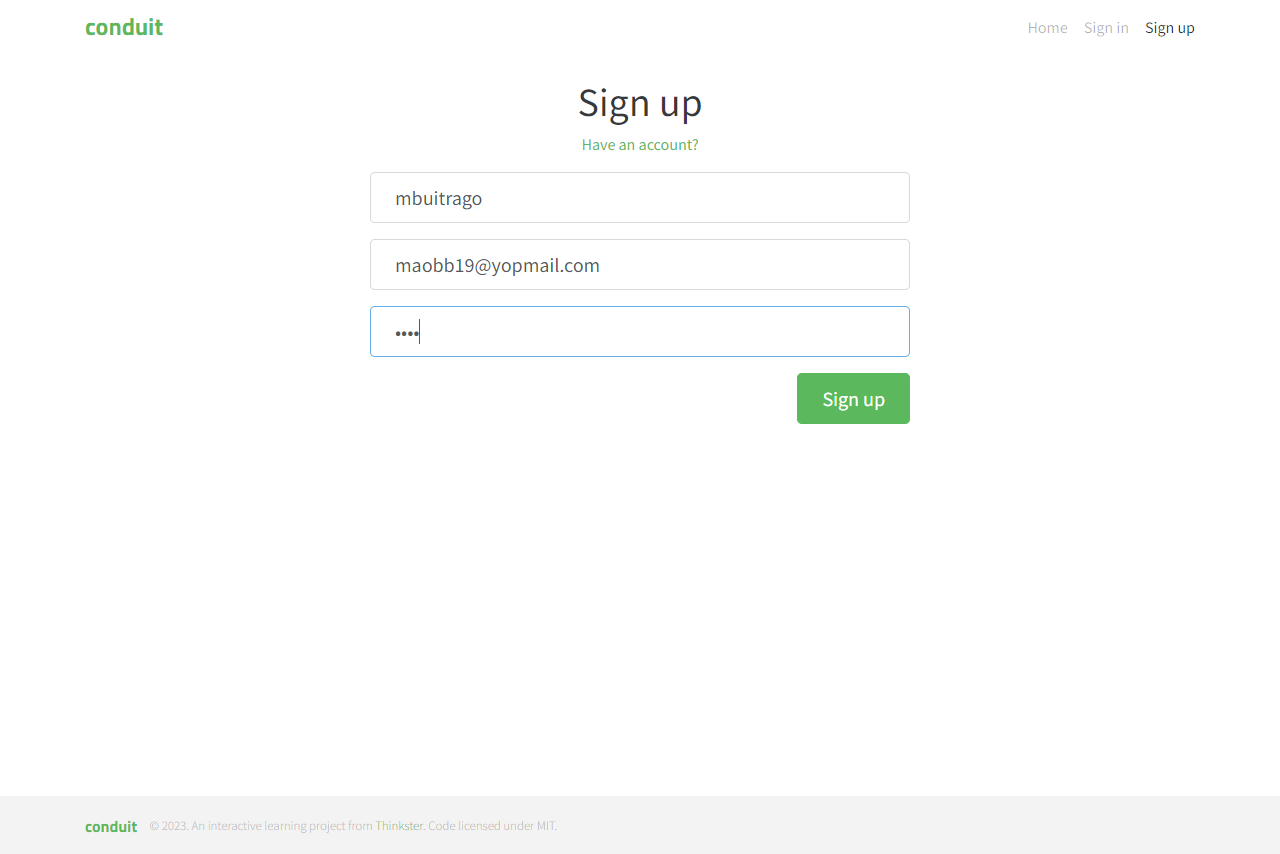 conduit
Home Sign in Sign up
Sign up
Have an account?
mbuitrago
maobb19@yopmail.com
••••
Sign up
conduit © 2023. An interactive learning project from Thinkster. Code licensed under MIT.